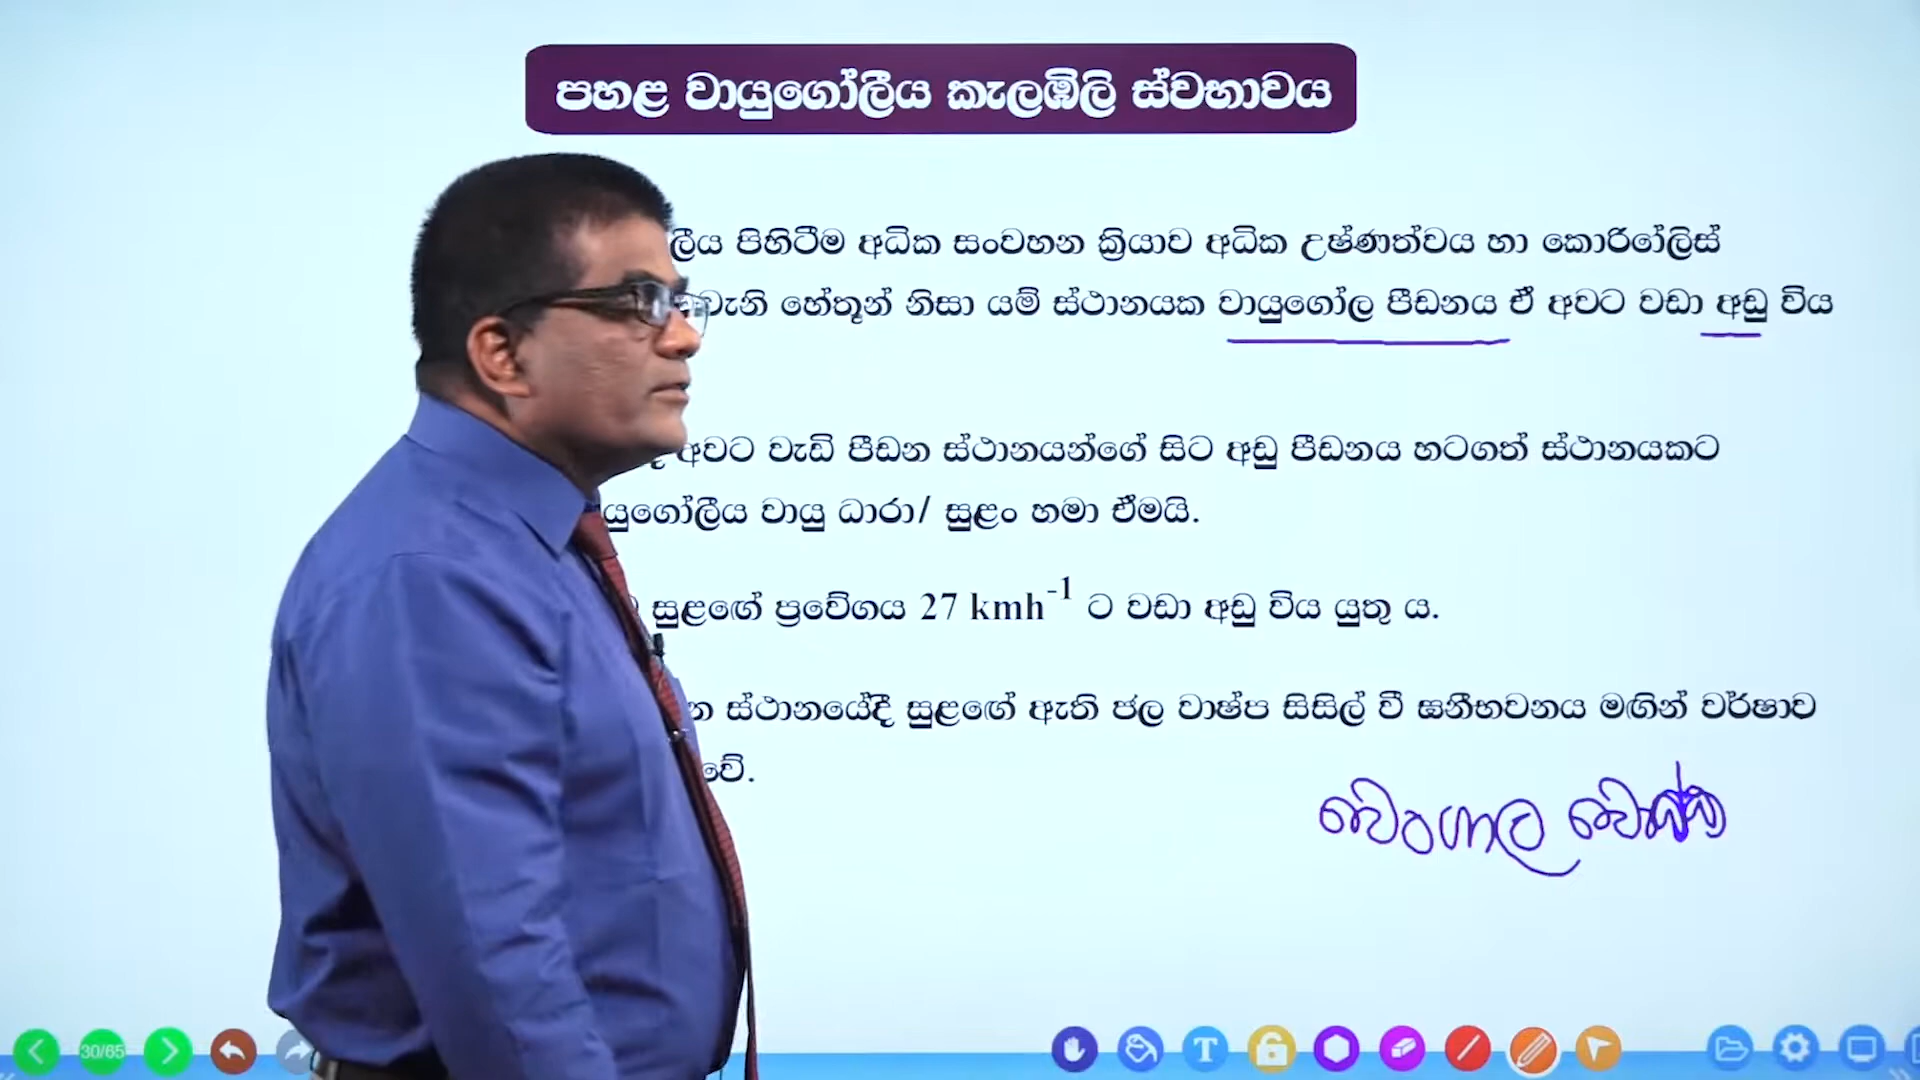 පහළ වායුගෝලීය කැලඹිලි ස්වභාවය
පිහිටීම අධික සංවහන ක්‍රියාව අධික උෂ්ණත්වය හා කොරිගේලිස්
හේතූන් නිසා යම් ස්ථානයක වායුගෝල පීඩනය ඒ අවට වඩා අඩු විය
අවට වැඩි පීඩන ස්ථානයන්ගේ සිට අඩු පීඩනය හටගත් ස්ථානයකට
වායු ධාරා/ සුළං හමා ඒමයි.
සුළඟේ ප්‍රවේගය 27 kmh⁻¹ ට වඩා අඩු විය යුතු ය.
ස්ථානයේදී සුළඟේ ඇති ජල වාෂ්ප සිසිල් වී ඝනීභවනය මඟින් වර්ෂාව
30/65
T